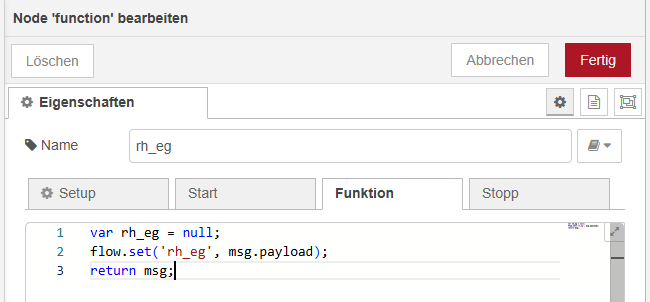 Node 'function' bearbeiten
Löschen
Abbrechen
Fertig
Eigenschaften
Name
rh_eg
Setup
Start
Funktion
Stopp
1 var rh_eg = null;
2 flow.set('rh_eg', msg.payload);
3 return msg;